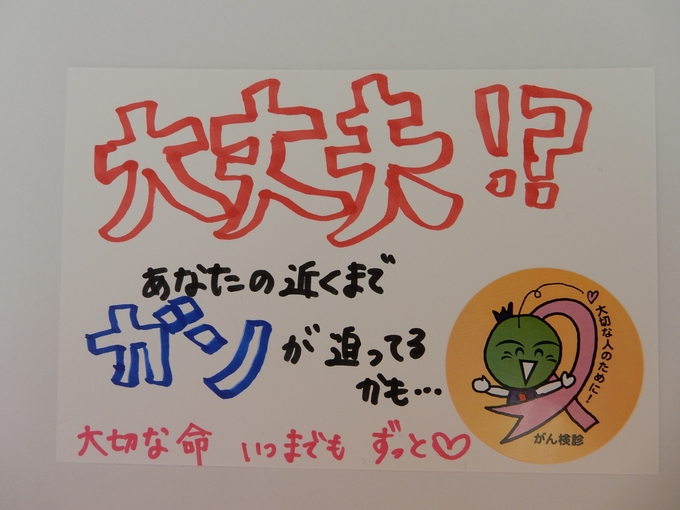 大丈夫!?
あなたの近くまで
ガンが迫ってる
かも…
大切な命 いつまでも ずっと♡
大切な人のために!
がん検診